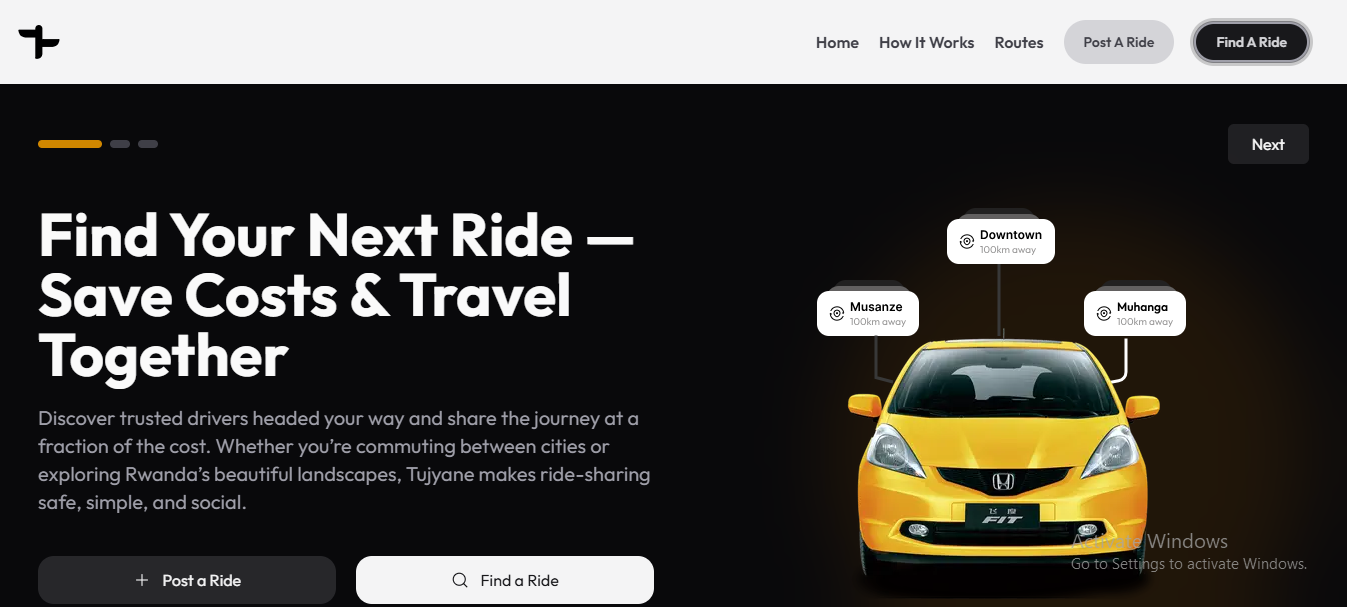 Home How It Works Routes Post A Ride Find A Ride
Next
Find Your Next Ride —
Save Costs & Travel
Together
Discover trusted drivers headed your way and share the journey at a
fraction of the cost. Whether you’re commuting between cities or
exploring Rwanda’s beautiful landscapes, Tujyane makes ride-sharing
safe, simple, and social.
Post a Ride Find a Ride
Downtown
100km away
Musanze
100km away
Muhanga
100km away
FIT
Activate Windows
Go to Settings to activate Windows.